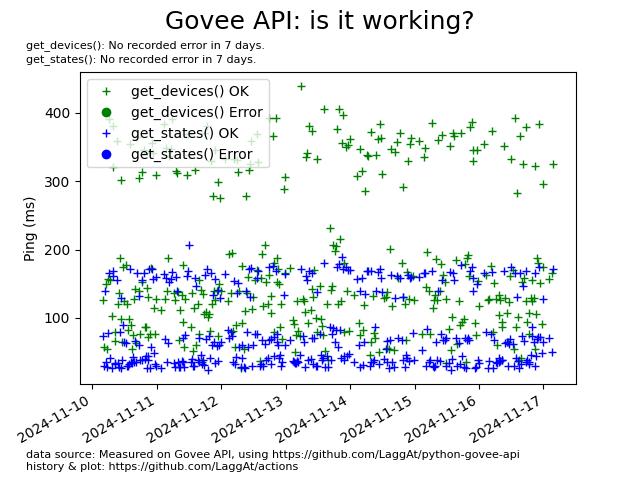 Govee API: is it working?
get_devices(): No recorded error in 7 days.
get_states(): No recorded error in 7 days.
get_devices() OK
get_devices() Error
get_states() OK
get_states() Error
Ping (ms)
400
300
200
100
2024-11-10
2024-11-11
2024-11-12
2024-11-13
2024-11-14
2024-11-15
2024-11-16
2024-11-17
data source: Measured on Govee API, using https://github.com/LaggAt/python-govee-api
history & plot: https://github.com/LaggAt/actions